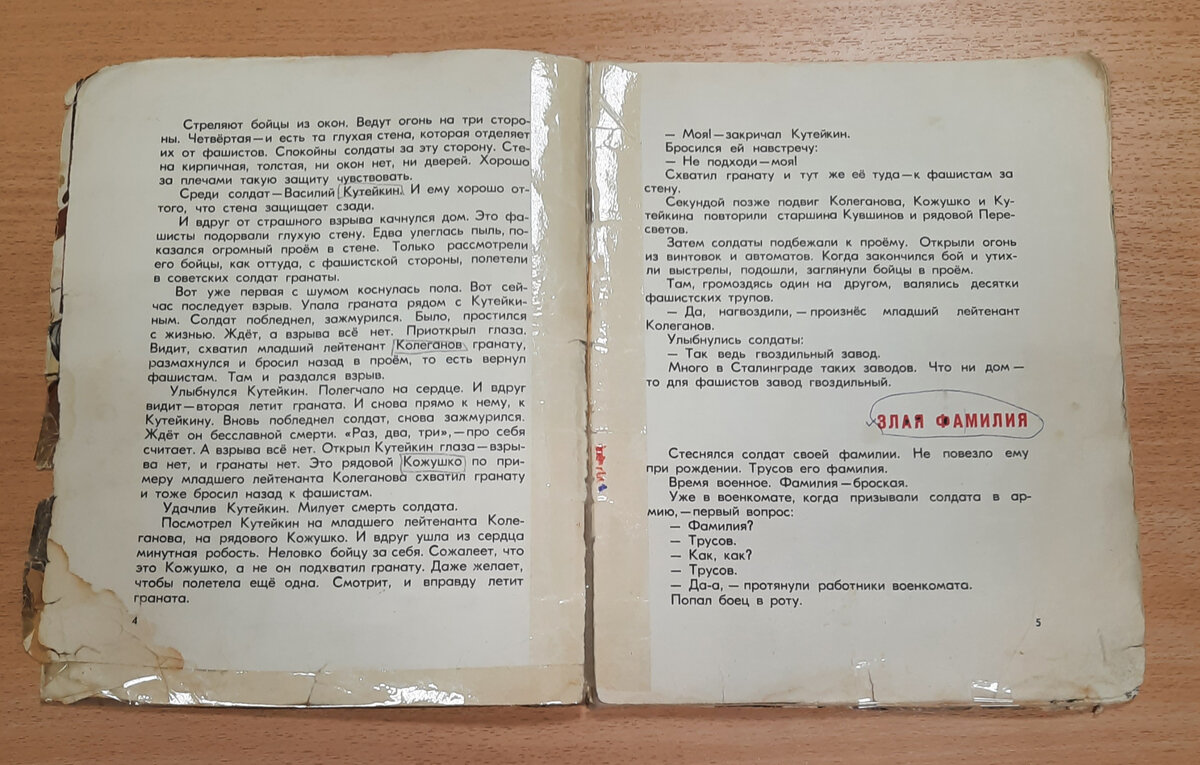 Стреляют бойцы из окон. Ведут огонь на три сторо-
ны. Четвёртая—и есть та глухая стена, которая отделяет
их от фашистов. Спокойны солдаты за эту сторону. Сте-
на кирпичная, толстая, ни окон нет, ни дверей. Хорошо
за плечами такую защиту чувствовать.
Среди солдат—Василий Кутейкин. И ему хорошо от-
того, что стена защищает сзади.
И вдруг от страшного взрыва качнулся дом. Это фа-
шисты подорвали глухую стену. Едва улеглась пыль, по-
казался огромный проём в стене. Только рассмотрели
его бойцы, как оттуда, с фашистской стороны, полетели
в советских солдат гранаты.
Вот уже первая с шумом коснулась пола. Вот сей-
час последует взрыв. Упала граната рядом с Кутейки-
ным. Солдат побледнел, зажмурился. Было, простился
с жизнью. Ждёт, а взрыва всё нет. Приоткрыл глаза.
Видит, схватил младший лейтенант Колеганов гранату,
размахнулся и бросил назад в проём, то есть вернул
фашистам. Там и раздался взрыв.
Улыбнулся Кутейкин. Полегчало на сердце. И вдруг
видит—вторая летит граната. И снова прямо к нему, к
Кутейкину. Вновь побледнел солдат, снова зажмурился.
Ждёт он бесславной смерти. «Раз, два, три»,—про себя
считает. А взрыва всё нет. Открыл Кутейкин глаза—взры-
ва нет, и гранаты нет. Это рядовой Кожушко по при-
меру младшего лейтенанта Колеганова схватил гранату
и тоже бросил назад к фашистам.
Удачлив Кутейкин. Милует смерть солдата.
Посмотрел Кутейкин на младшего лейтенанта Коле-
ганова, на рядового Кожушко. И вдруг ушла из сердца
минутная робость. Неловко бойцу за себя. Сожалеет, что
это Кожушко, а не он подхватил гранату. Даже желает,
чтобы полетела ещё одна. Смотрит, и вправду летит
граната.
4
— Моя!—закричал Кутейкин.
Бросился ей навстречу:
— Не подходи—моя!
Схватил гранату и тут же её туда—к фашистам за
стену.
Секундой позже подвиг Колеганова, Кожушко и Ку-
тейкина повторили старшина Кувшинов и рядовой Пере-
светов.
Затем солдаты подбежали к проёму. Открыли огонь
из винтовок и автоматов. Когда закончился бой и утих-
ли выстрелы, подошли, заглянули бойцы в проём.
Там, громоздясь один на другом, валялись десятки
фашистских трупов.
— Да, нагвоздили, — произнёс младший лейтенант
Колеганов.
Улыбнулись солдаты:
— Так ведь гвоздильный завод.
Много в Сталинграде таких заводов. Что ни дом—
то для фашистов завод гвоздильный.
ЗЛАЯ ФАМИЛИЯ
Стеснялся солдат своей фамилии. Не повезло ему
при рождении. Трусов его фамилия.
Время военное. Фамилия—броская.
Уже в военкомате, когда призывали солдата в ар-
мию,—первый вопрос:
— Фамилия?
— Трусов.
— Как, как?
— Трусов.
— Да-а, — протянули работники военкомата.
Попал боец в роту.
5